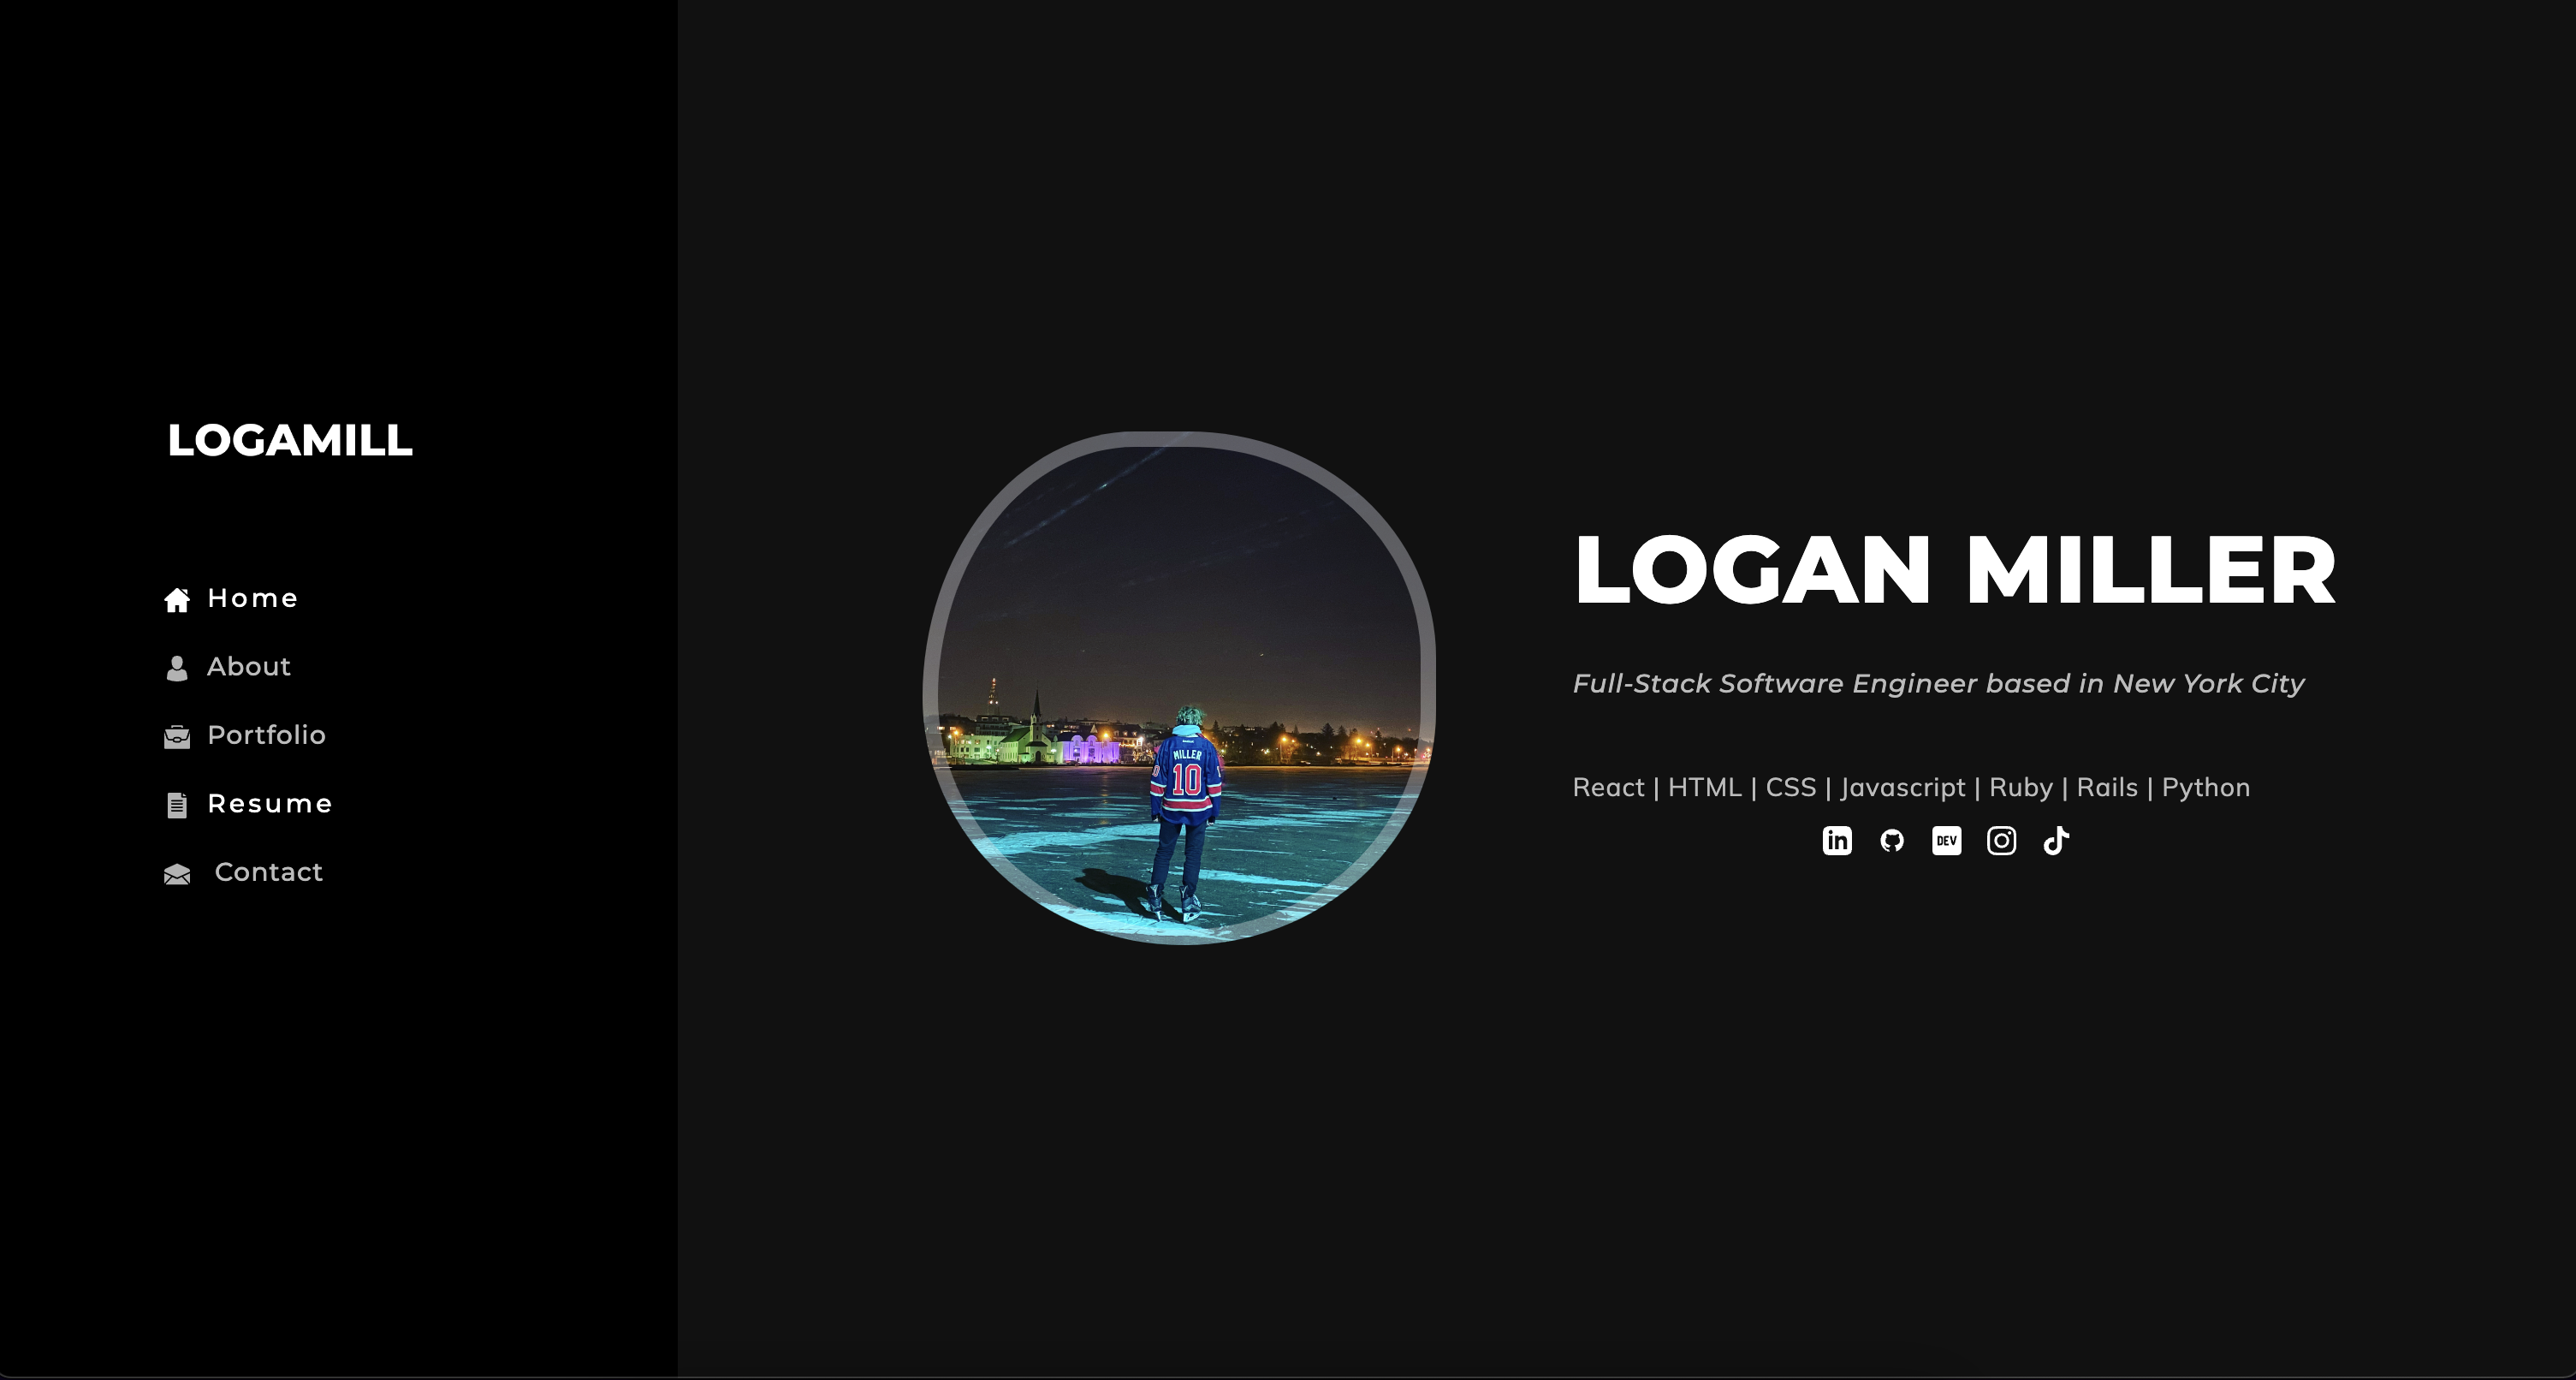 LOGAMILL
Home
About
Portfolio
Resume
Contact
LOGAN MILLER
Full-Stack Software Engineer based in New York City
React | HTML | CSS | Javascript | Ruby | Rails | Python
in DEV
MILLER
10